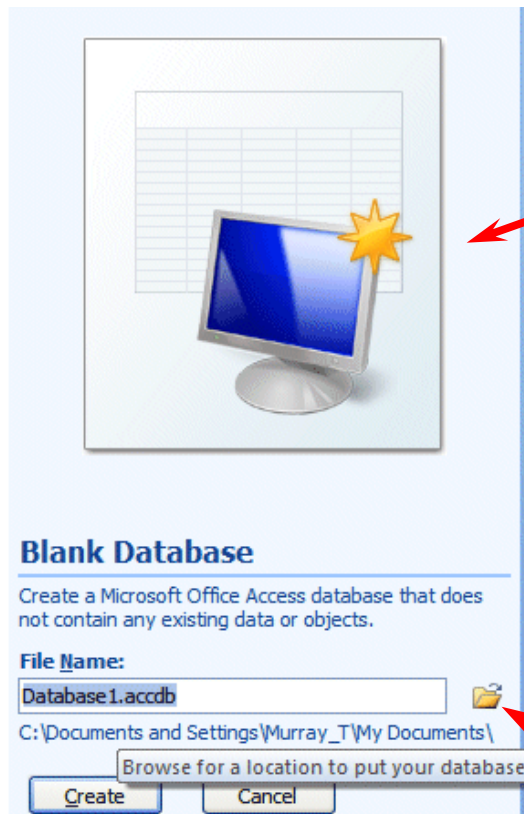 Blank Database
Create a Microsoft Office Access database that does
not contain any existing data or objects.
File Name:
Database1.accdb
C:\Documents and Settings\Murray_T\My Documents\
Browse for a location to put your database
Create
Cancel